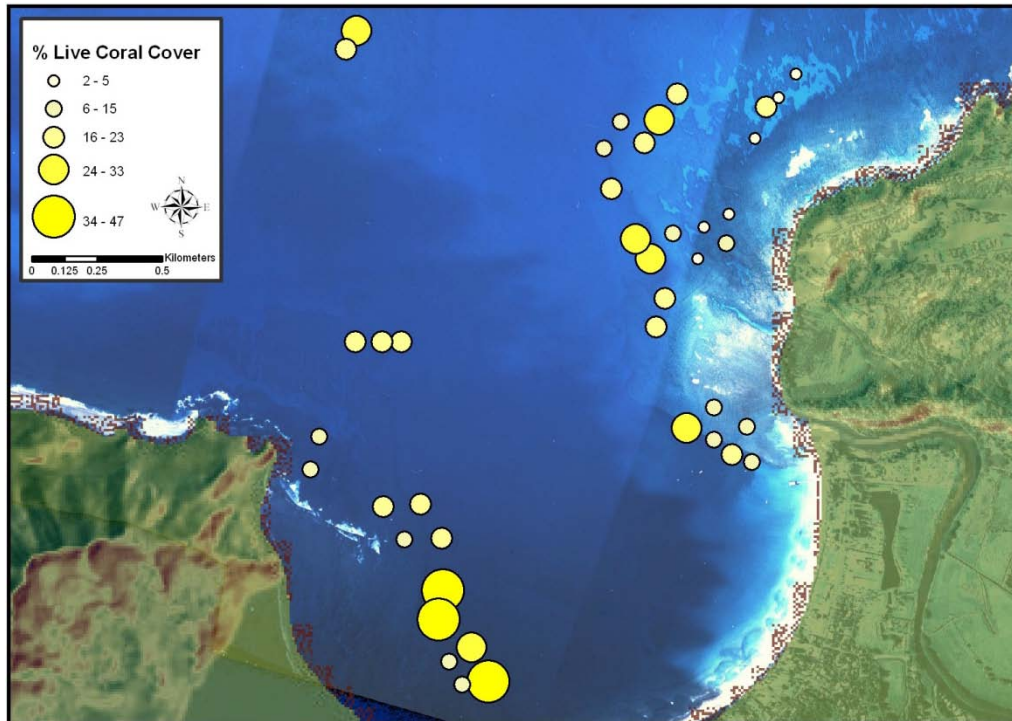 % Live Coral Cover
2 - 5
6 - 15
16 - 23
24 - 33
34 - 47
N
W E
S
Kilometers
0 0.125 0.25 0.5